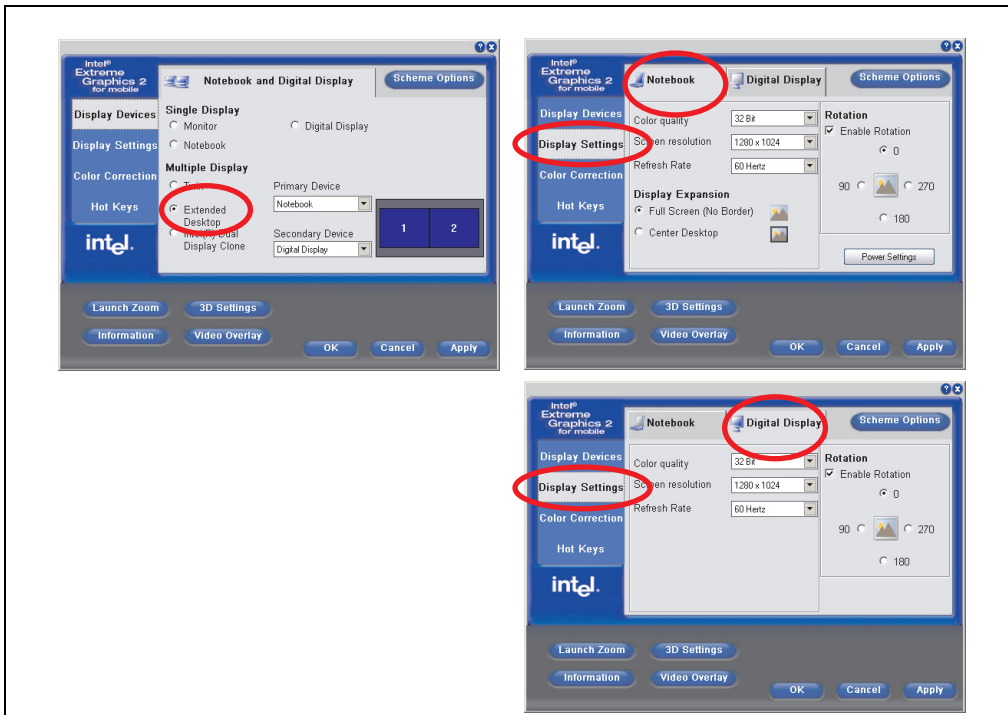 Intel®
Extreme
Graphics 2
for mobile
Notebook and Digital Display
Scheme Options
Display Devices
Display Settings
Color Correction
Hot Keys
intel.
Single Display
Monitor
Digital Display
Notebook
Multiple Display
Twin
Primary Device
Notebook
Extended
Desktop
Intel(R) Dual
Display Clone
Secondary Device
Digital Display
1 2
Launch Zoom
3D Settings
Information
Video Overlay
OK
Cancel
Apply
Intel®
Extreme
Graphics 2
for mobile
Notebook
Digital Display
Scheme Options
Display Devices
Display Settings
Color Correction
Hot Keys
intel.
Color quality
32 Bit
Screen resolution
1280 x 1024
Refresh Rate
60 Hertz
Display Expansion
Full Screen (No Border)
Center Desktop
Rotation
Enable Rotation
0
90
270
180
Power Settings
Launch Zoom
3D Settings
Information
Video Overlay
OK
Cancel
Apply
Intel®
Extreme
Graphics 2
for mobile
Notebook
Digital Display
Scheme Options
Display Devices
Display Settings
Color Correction
Hot Keys
intel.
Color quality
32 Bit
Screen resolution
1280 x 1024
Refresh Rate
60 Hertz
Rotation
Enable Rotation
0
90
270
180
Launch Zoom
3D Settings
Information
Video Overlay
OK
Cancel
Apply